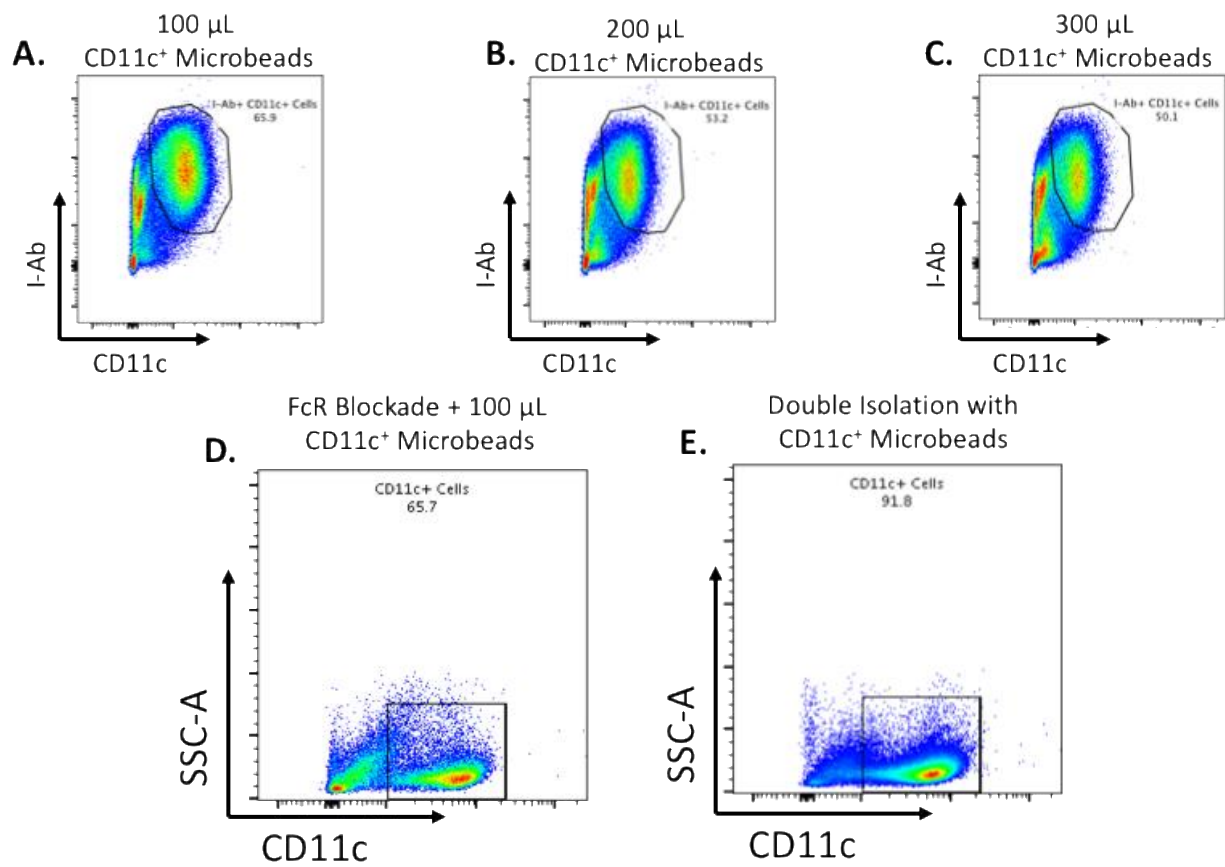 A.
100 µL
CD11c⁺ Microbeads
I-Ab+ CD11c+ Cells
65.9
I-Ab
CD11c
B.
200 µL
CD11c⁺ Microbeads
I-Ab+ CD11c+ Cells
53.2
I-Ab
CD11c
C.
300 µL
CD11c⁺ Microbeads
I-Ab+ CD11c+ Cells
50.1
I-Ab
CD11c
D.
FcR Blockade + 100 µL
CD11c⁺ Microbeads
CD11c+ Cells
65.7
SSC-A
CD11c
E.
Double Isolation with
CD11c⁺ Microbeads
CD11c+ Cells
91.8
SSC-A
CD11c